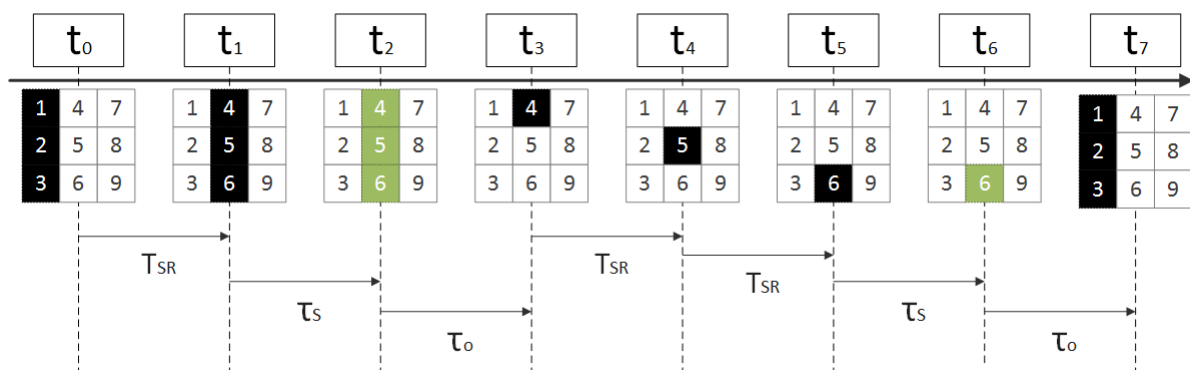 t0 t1 t2 t3 t4 t5 t6 t7
1 4 7 1 4 7 1 4 7 1 4 7 1 4 7 1 4 7 1 4 7 1 4 7
2 5 8 2 5 8 2 5 8 2 5 8 2 5 8 2 5 8 2 5 8 2 5 8
3 6 9 3 6 9 3 6 9 3 6 9 3 6 9 3 6 9 3 6 9 3 6 9
TSR TSR
TSR
τS τS
τo τo